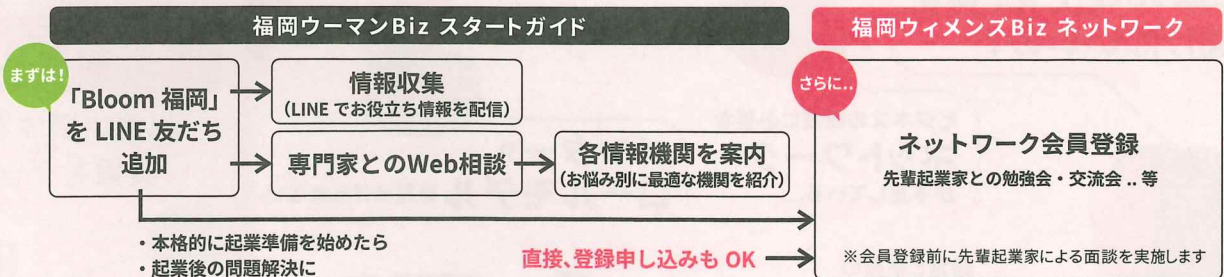 福岡ウーマンBiz スタートガイド
まずは!
「Bloom 福岡」
を LINE 友だち
追加
情報収集
(LINE でお役立ち情報を配信)
専門家とのWeb相談
各情報機関を案内
(お悩み別に最適な機関を紹介)
・本格的に起業準備を始めたら
・起業後の問題解決に
直接、登録申し込みも OK
福岡ウィメンズBiz ネットワーク
さらに..
ネットワーク会員登録
先輩起業家との勉強会・交流会 .. 等
※会員登録前に先輩起業家による面談を実施します